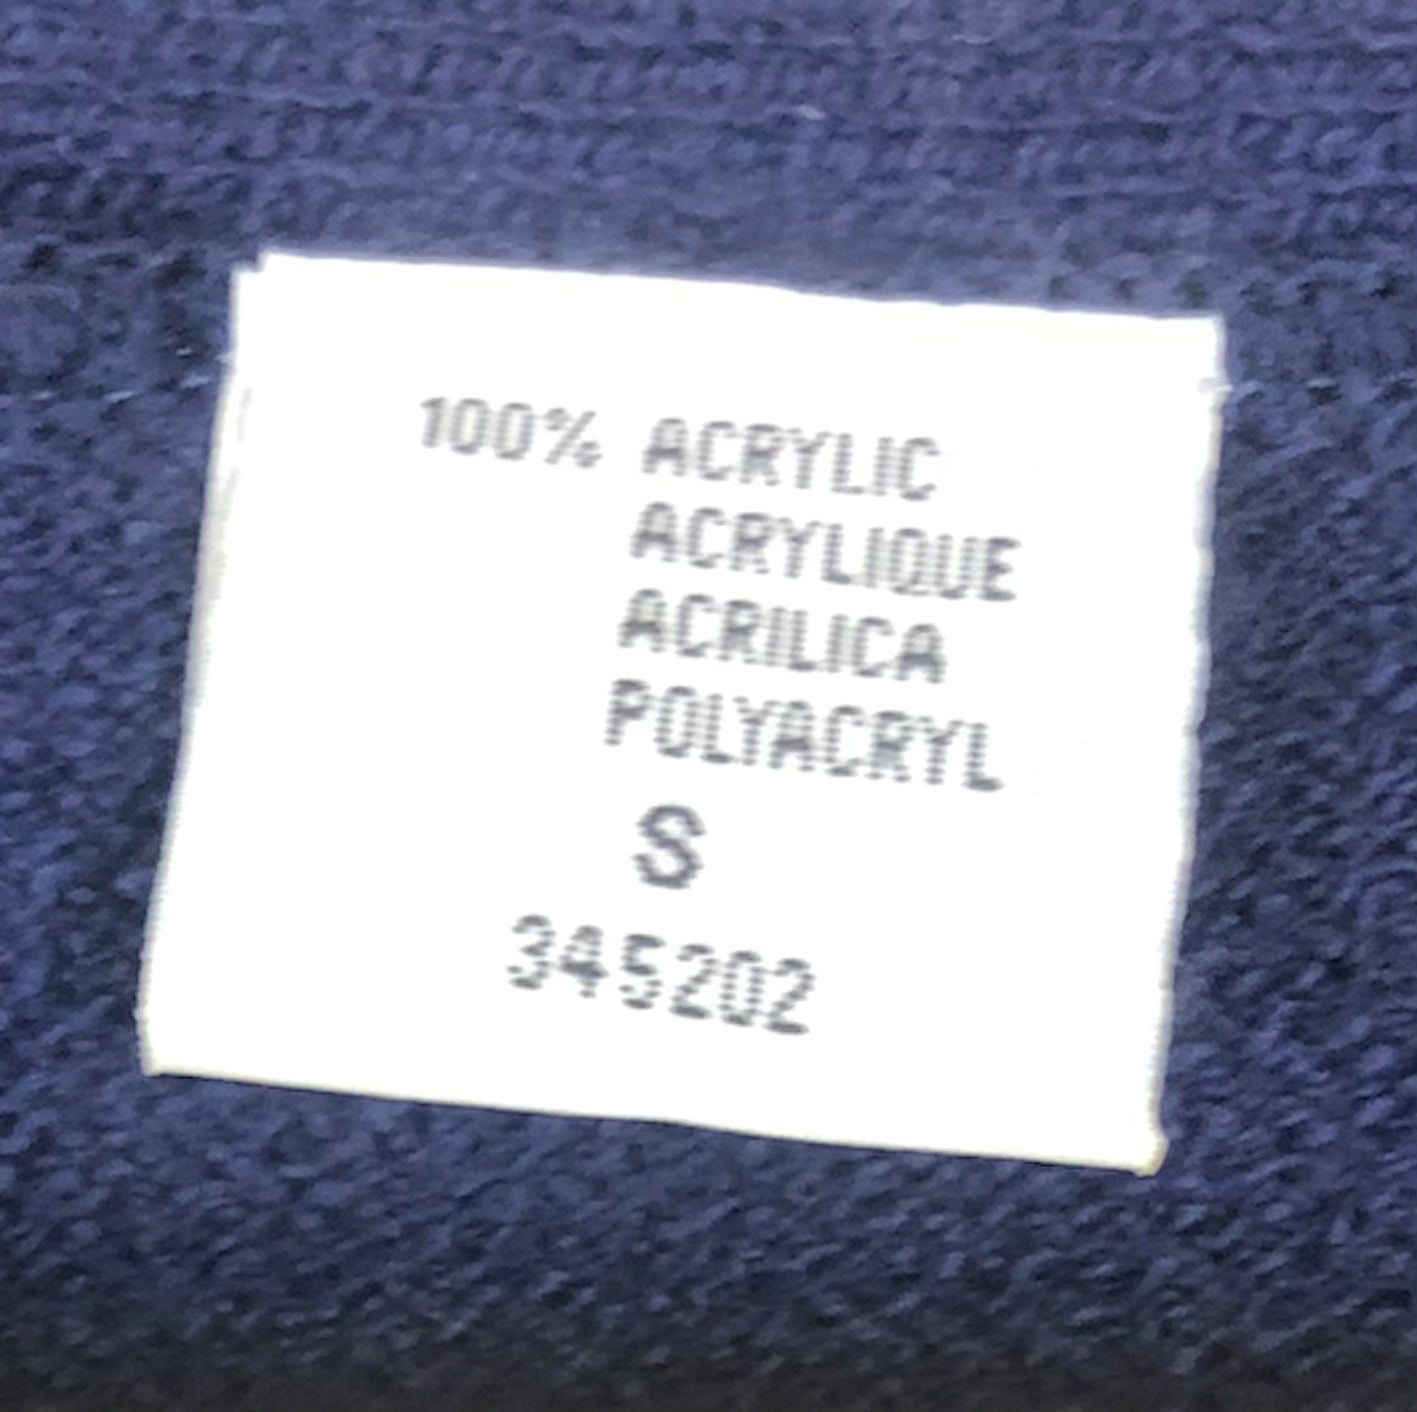 100% ACRYLIC
ACRYLIQUE
ACRILICA
POLYACRYL
S
345202